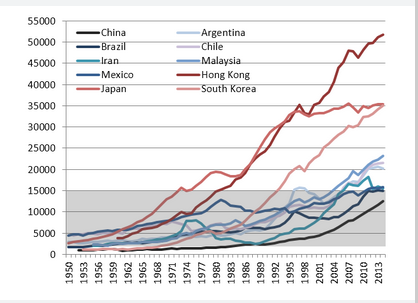 55000
50000
45000
40000
35000
30000
25000
20000
15000
10000
5000
0
China Argentina
Brazil Chile
Iran Malaysia
Mexico Hong Kong
Japan South Korea
1950 1953 1956 1959 1962 1965 1968 1971 1974 1977 1980 1983 1986 1989 1992 1995 1998 2001 2004 2007 2010 2013